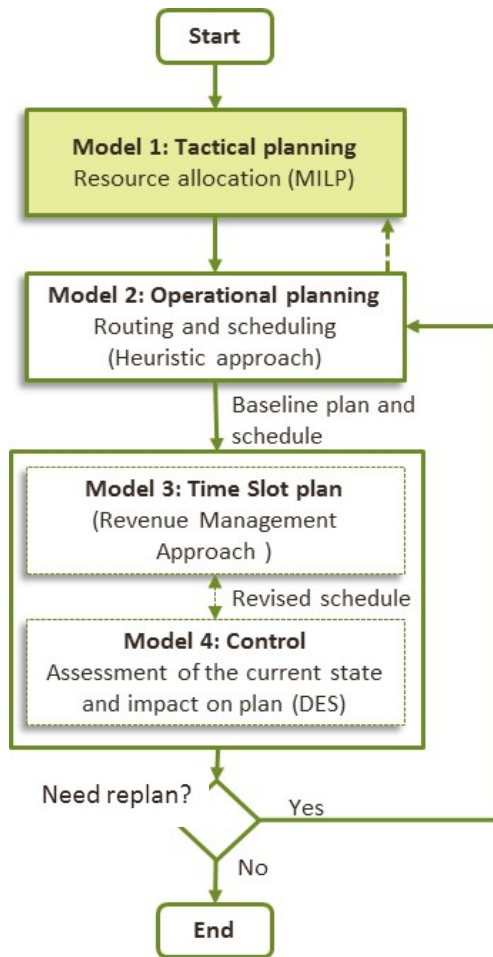 Start
Model 1: Tactical planning
Resource allocation (MILP)
Model 2: Operational planning
Routing and scheduling
(Heuristic approach)
Baseline plan and
schedule
Model 3: Time Slot plan
(Revenue Management
Approach )
Revised schedule
Model 4: Control
Assessment of the current state
and impact on plan (DES)
Need replan?
Yes
No
End